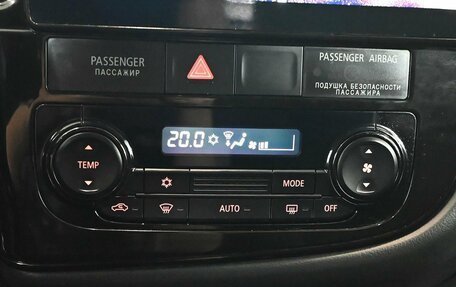 PASSENGER
ПАССАЖИР
PASSENGER AIRBAG
ПОДУШКА БЕЗОПАСНОСТИ
ПАССАЖИРА
20.0
TEMP
MODE
AUTO
OFF